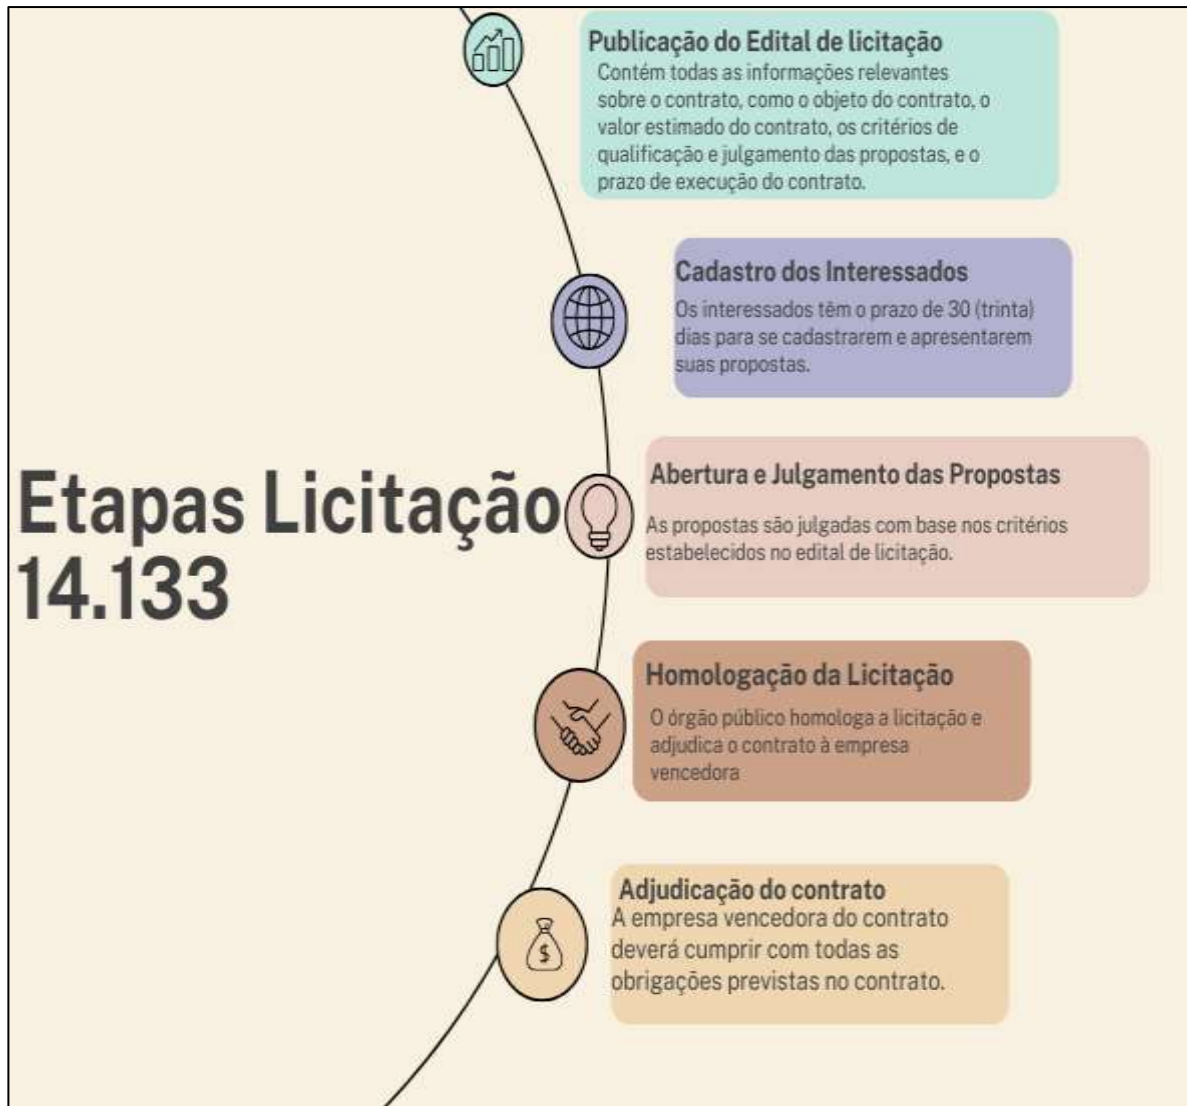 Publicação do Edital de licitação
Contém todas as informações relevantes
sobre o contrato, como o objeto do contrato, o
valor estimado do contrato, os critérios de
qualificação e julgamento das propostas, e o
prazo de execução do contrato.
Cadastro dos Interessados
Os interessados têm o prazo de 30 (trinta)
dias para se cadastrarem e apresentarem
suas propostas.
Etapas Licitação
14.133
Abertura e Julgamento das Propostas
As propostas são julgadas com base nos critérios
estabelecidos no edital de licitação.
Homologação da Licitação
O órgão público homologa a licitação e
adjudica o contrato à empresa
vencedora
Adjudicação do contrato
A empresa vencedora do contrato
deverá cumprir com todas as
obrigações previstas no contrato.
$